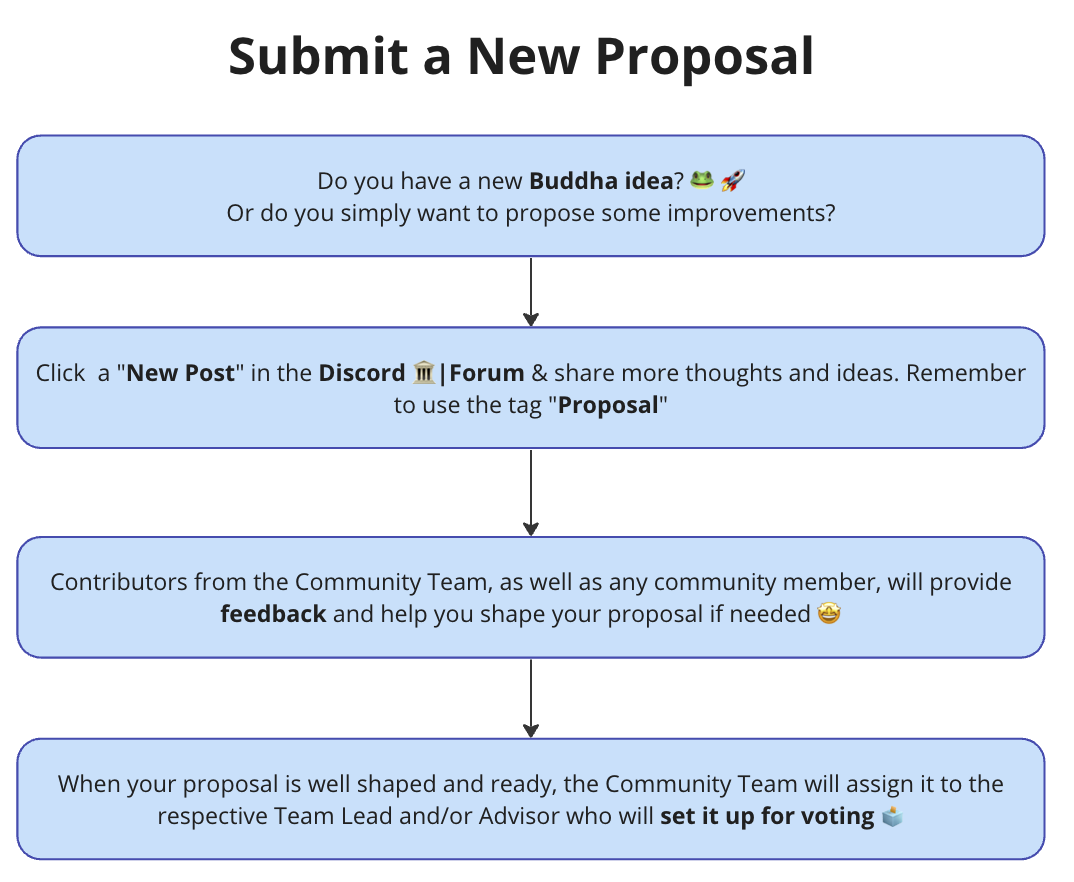 Submit a New Proposal
Do you have a new Buddha idea? 🐸 🚀
Or do you simply want to propose some improvements?
Click  a "New Post" in the Discord 🏛️|Forum & share more thoughts and ideas. Remember
to use the tag "Proposal"
Contributors from the Community Team, as well as any community member, will provide
feedback and help you shape your proposal if needed 🤩
When your proposal is well shaped and ready, the Community Team will assign it to the
respective Team Lead and/or Advisor who will set it up for voting 🗳️